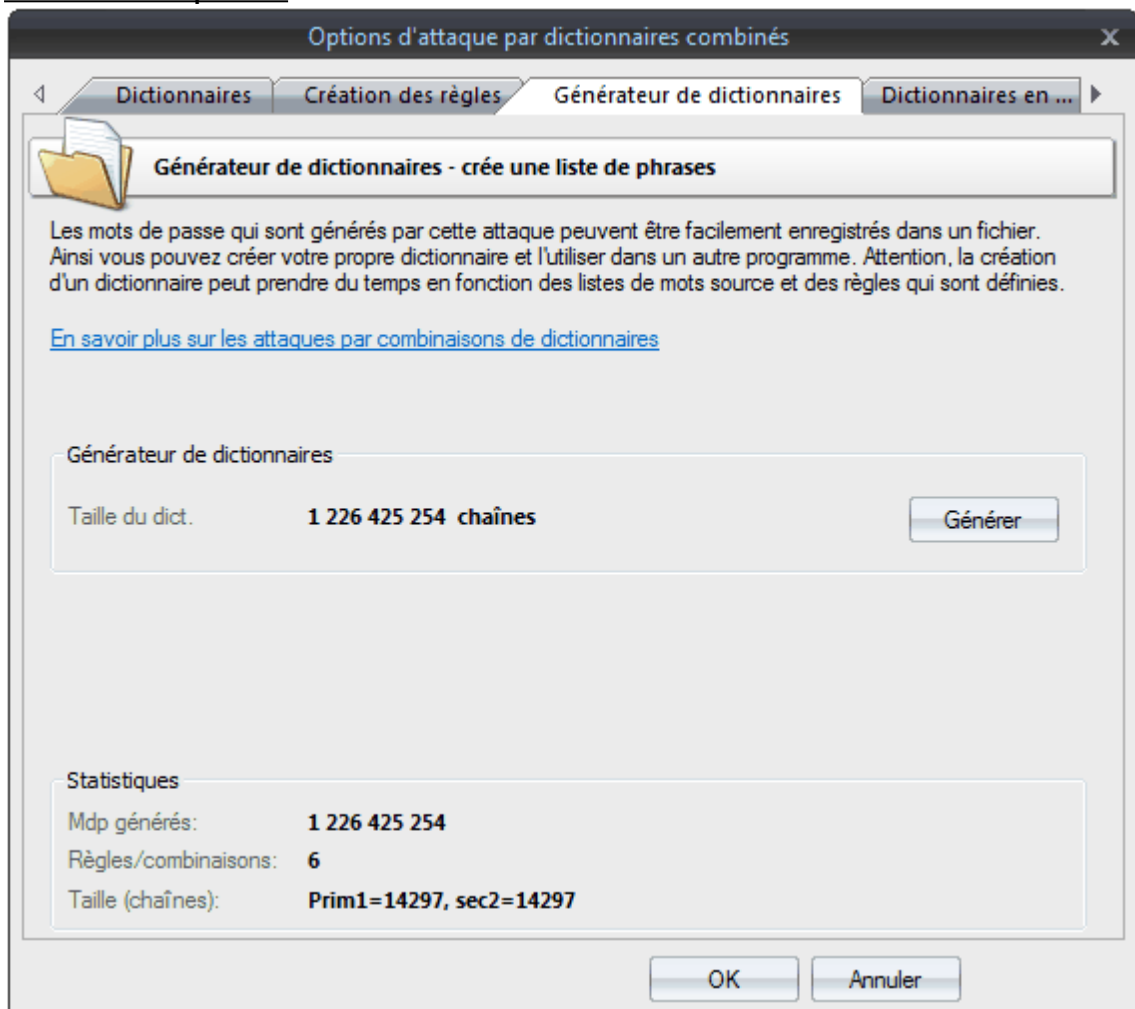 Options d'attaque par dictionnaires combinés
Dictionnaires
Création des règles
Générateur de dictionnaires
Dictionnaires en ...
Générateur de dictionnaires - crée une liste de phrases
Les mots de passe qui sont générés par cette attaque peuvent être facilement enregistrés dans un fichier.
Ainsi vous pouvez créer votre propre dictionnaire et l'utiliser dans un autre programme. Attention, la création
d'un dictionnaire peut prendre du temps en fonction des listes de mots source et des règles qui sont définies.
En savoir plus sur les attaques par combinaisons de dictionnaires
Générateur de dictionnaires
Taille du dict. 1 226 425 254 chaînes
Générer
Statistiques
Mdp générés: 1 226 425 254
Règles/combinaisons: 6
Taille (chaînes): Prim1=14297, sec2=14297
OK
Annuler